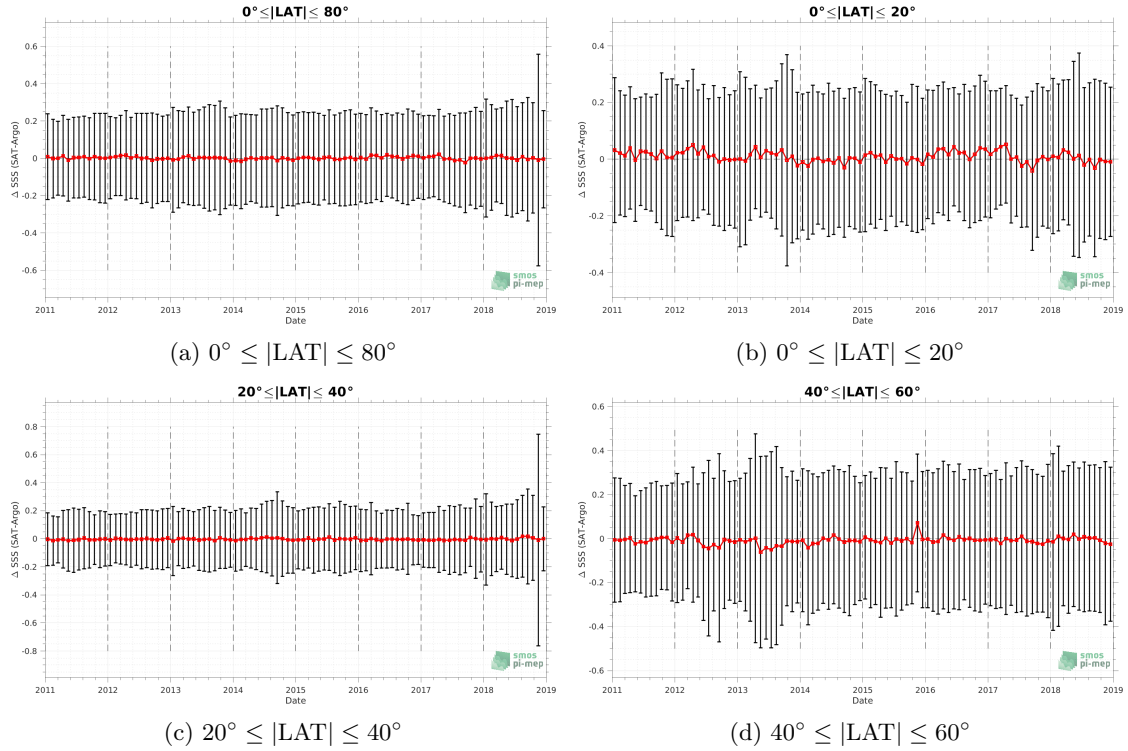 0°≤|LAT|≤ 80°
Δ SSS (SAT-Argo)
0.6
0.4
0.2
0
-0.2
-0.4
-0.6
smos
pi-mep
2011 2012 2013 2014 2015 2016 2017 2018 2019
Date
(a) 0° ≤ |LAT| ≤ 80°
0°≤|LAT|≤ 20°
Δ SSS (SAT-Argo)
0.4
0.2
0
-0.2
-0.4
smos
pi-mep
2011 2012 2013 2014 2015 2016 2017 2018 2019
Date
(b) 0° ≤ |LAT| ≤ 20°
20°≤|LAT|≤ 40°
Δ SSS (SAT-Argo)
0.8
0.6
0.4
0.2
0
-0.2
-0.4
-0.6
-0.8
smos
pi-mep
2011 2012 2013 2014 2015 2016 2017 2018 2019
Date
(c) 20° ≤ |LAT| ≤ 40°
40°≤|LAT|≤ 60°
Δ SSS (SAT-Argo)
0.6
0.4
0.2
0
-0.2
-0.4
-0.6
smos
pi-mep
2011 2012 2013 2014 2015 2016 2017 2018 2019
Date
(d) 40° ≤ |LAT| ≤ 60°